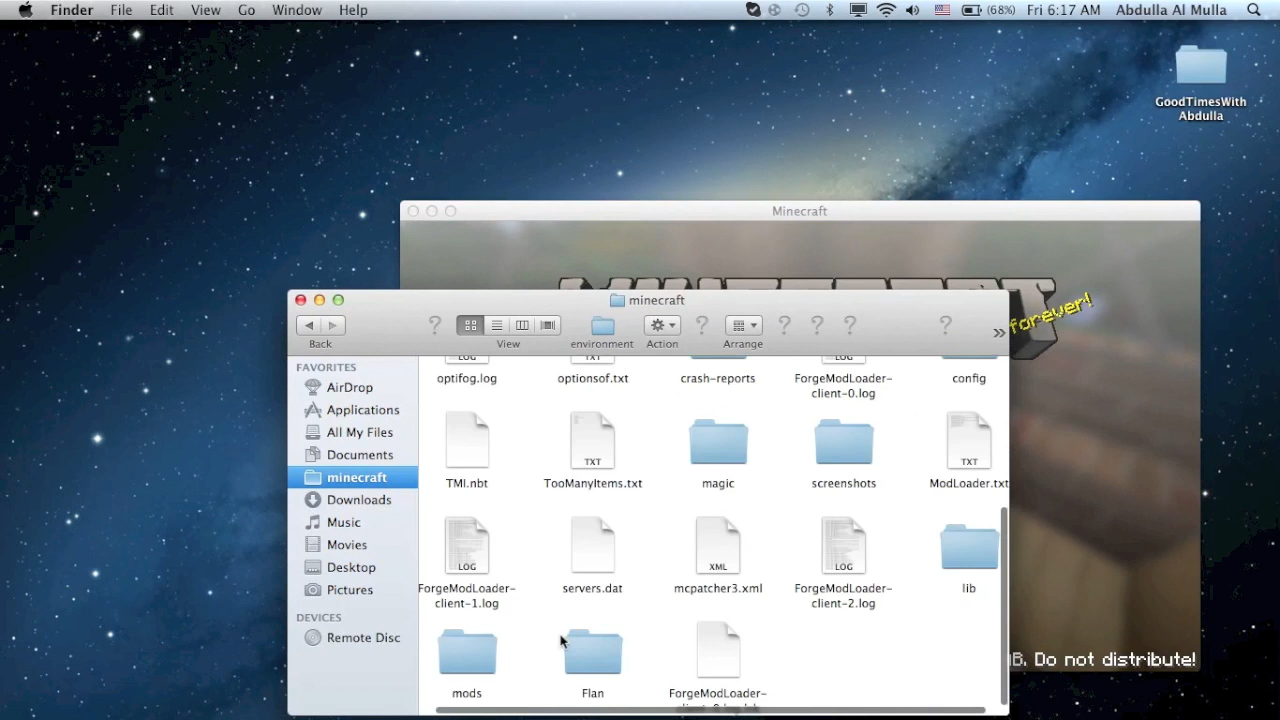 Finder File Edit View Go Window Help (68%) Fri 6:17 AM Abdulla Al Mulla
GoodTimesWith
Abdulla
Minecraft
forever!
minecraft
Back View environment Action Arrange
FAVORITES
AirDrop
Applications
All My Files
Documents
minecraft
Downloads
Music
Movies
Desktop
Pictures
DEVICES
Remote Disc
LOG TXT LOG
optifog.log optionsof.txt crash-reports ForgeModLoader-
client-0.log config
TXT TXT
TMI.nbt TooManyItems.txt magic screenshots ModLoader.txt
LOG XML LOG
ForgeModLoader-
client-1.log servers.dat mcpatcher3.xml ForgeModLoader-
client-2.log lib
mods Flan ForgeModLoader-
B. Do not distribute!